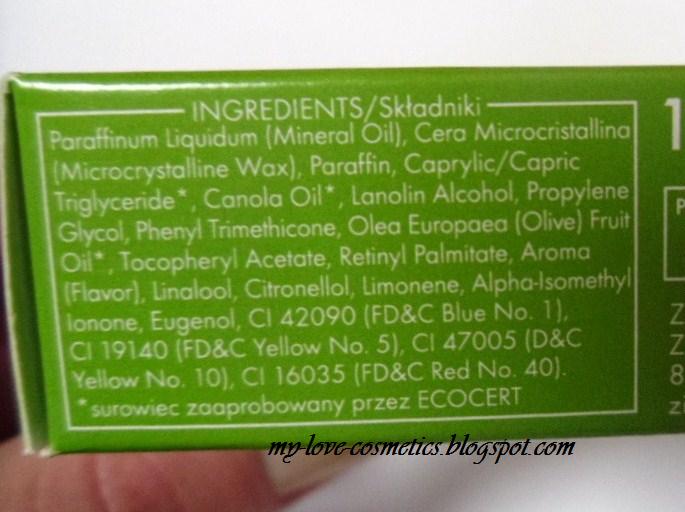 INGREDIENTS/Składniki
Paraffinum Liquidum (Mineral Oil), Cera Microcristallina
(Microcrystalline Wax), Paraffin, Caprylic/Capric
Triglyceride*, Canola Oil*, Lanolin Alcohol, Propylene
Glycol, Phenyl Trimethicone, Olea Europaea (Olive) Fruit
Oil*, Tocopheryl Acetate, Retinyl Palmitate, Aroma
(Flavor), Linalool, Citronellol, Limonene, Alpha-Isomethyl
Ionone, Eugenol, CI 42090 (FD&C Blue No. 1),
CI 19140 (FD&C Yellow No. 5), CI 47005 (D&C
Yellow No. 10), CI 16035 (FD&C Red No. 40).
*surowiec zaaprobowany przez ECOCERT
1
P
Z
Z
8
zi
my-love-cosmetics.blogspot.com